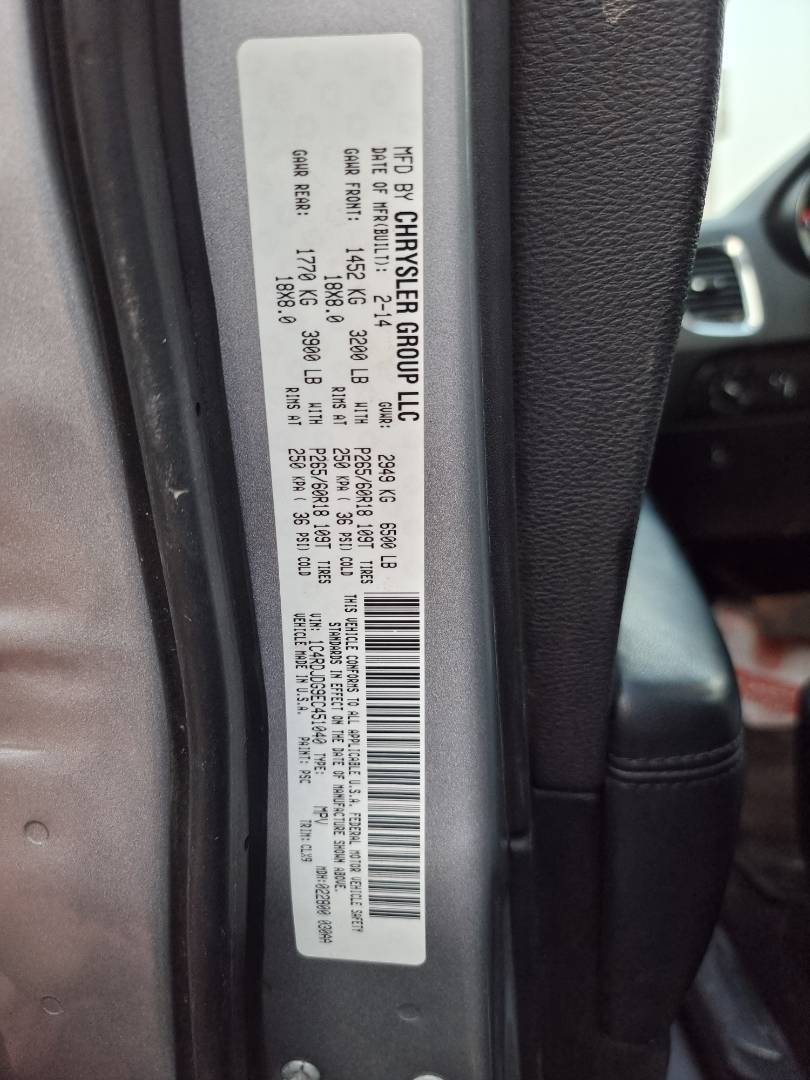 MFD BY CHRYSLER GROUP LLC
DATE OF MFR(BUILT): 2-14 GVWR: 2949 KG 6500 LB
GAWR FRONT: 1452 KG 3200 LB WITH P265/60R18 109T TIRES
18X8.0 RIMS AT 250 KPA ( 36 PSI) COLD
GAWR REAR: 1770 KG 3900 LB WITH P265/60R18 109T TIRES
18X8.0 RIMS AT 250 KPA ( 36 PSI) COLD
THIS VEHICLE CONFORMS TO ALL APPLICABLE U.S.A. FEDERAL MOTOR VEHICLE SAFETY
STANDARDS IN EFFECT ON THE DATE OF MANUFACTURE SHOWN ABOVE.
VIN: 1C4RDJDG9EC451040 TYPE: MPV MDH:022800 030AA
VEHICLE MADE IN U.S.A. PAINT: PSC TRIM: CLX9